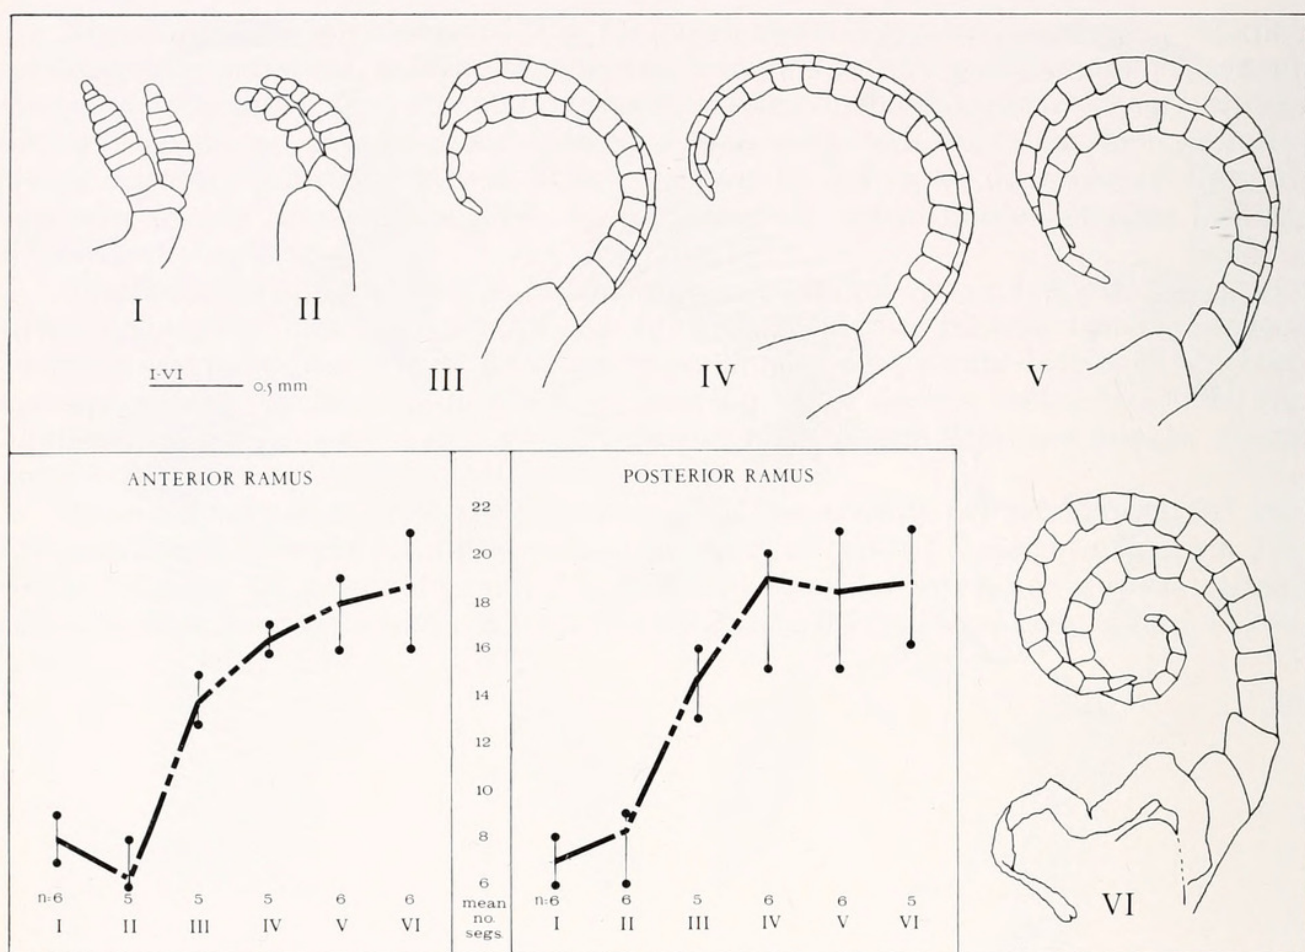 I
II
III
IV
V
I-VI
0.5 mm
ANTERIOR RAMUS
POSTERIOR RAMUS
22
20
18
16
14
12
10
8
6
mean
no.
segs.
n=6 5 5 5 6 6
I II III IV V VI
n=6 6 5 6 6 5
I II III IV V VI
VI